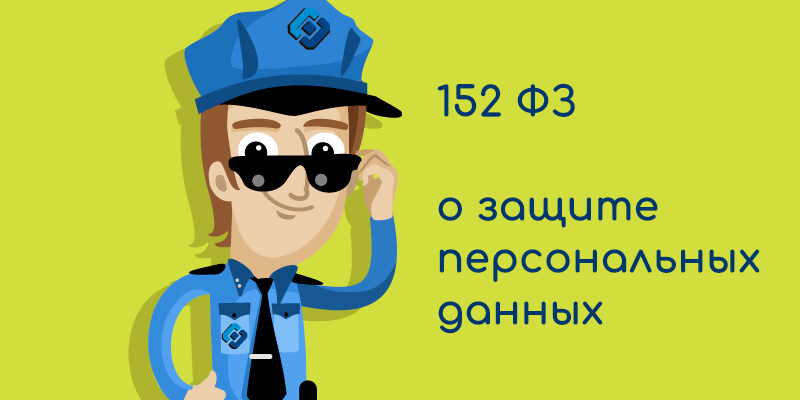 152 ФЗ
о защите
персональных
данных